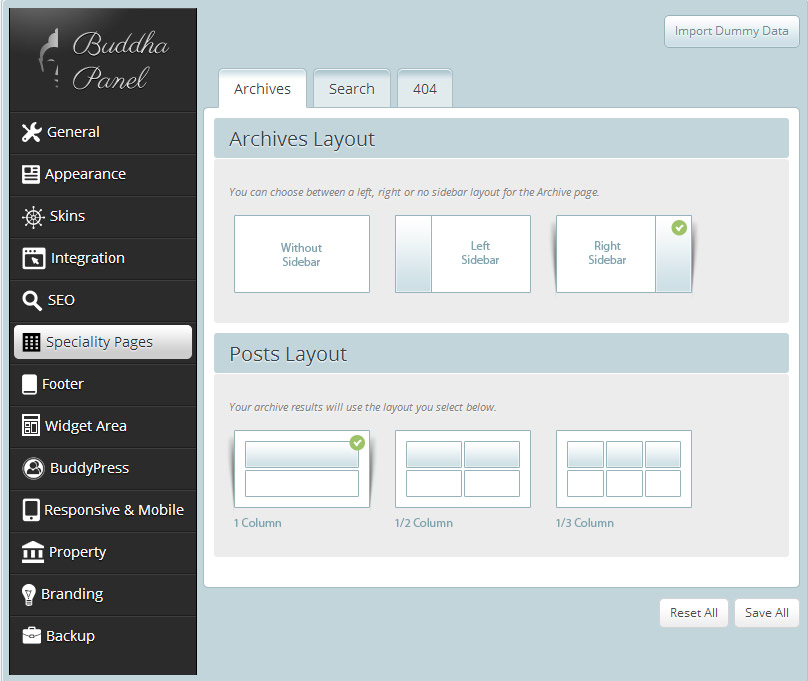 Buddha
Panel
General
Appearance
Skins
Integration
SEO
Speciality Pages
Footer
Widget Area
BuddyPress
Responsive & Mobile
Property
Branding
Backup
Import Dummy Data
Archives Search 404
Archives Layout
You can choose between a left, right or no sidebar layout for the Archive page.
Without
Sidebar
Left
Sidebar
Right
Sidebar
Posts Layout
Your archive results will use the layout you select below.
1 Column 1/2 Column 1/3 Column
Reset All Save All